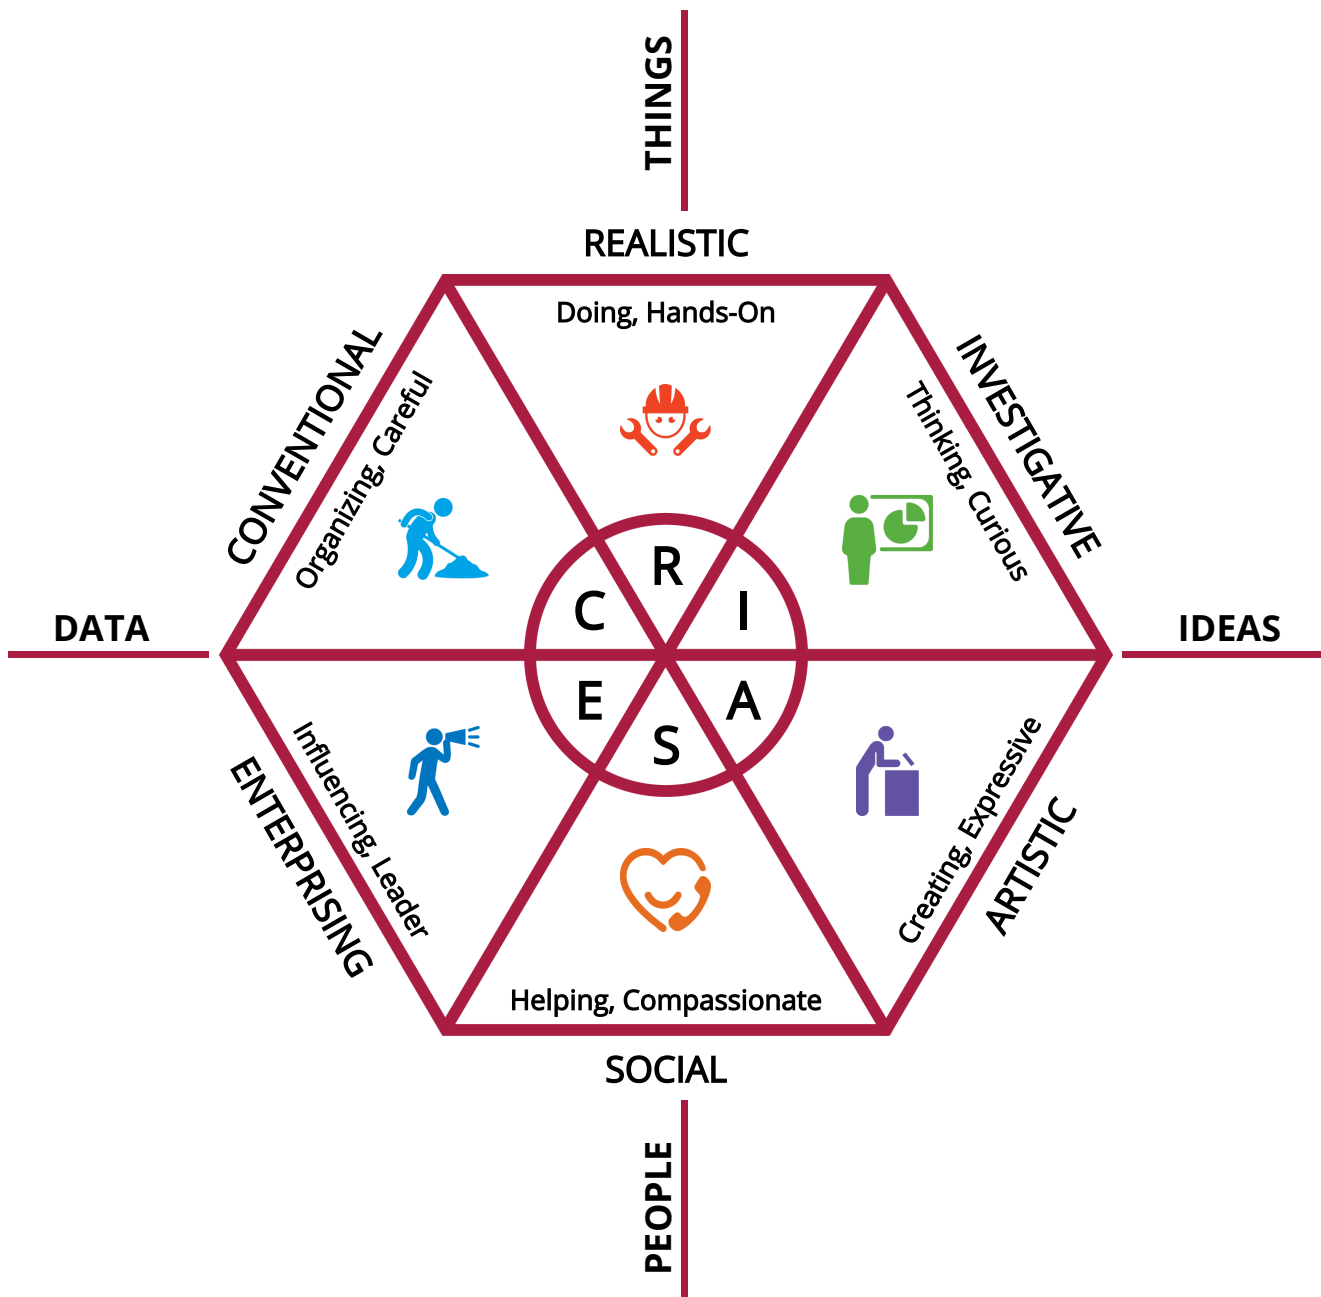 THINGS
REALISTIC
Doing, Hands-On
CONVENTIONAL
Organizing, Careful
INVESTIGATIVE
Thinking, Curious
R
C
I
DATA
IDEAS
E
A
S
ENTERPRISING
Influencing, Leader
ARTISTIC
Creating, Expressive
Helping, Compassionate
SOCIAL
PEOPLE